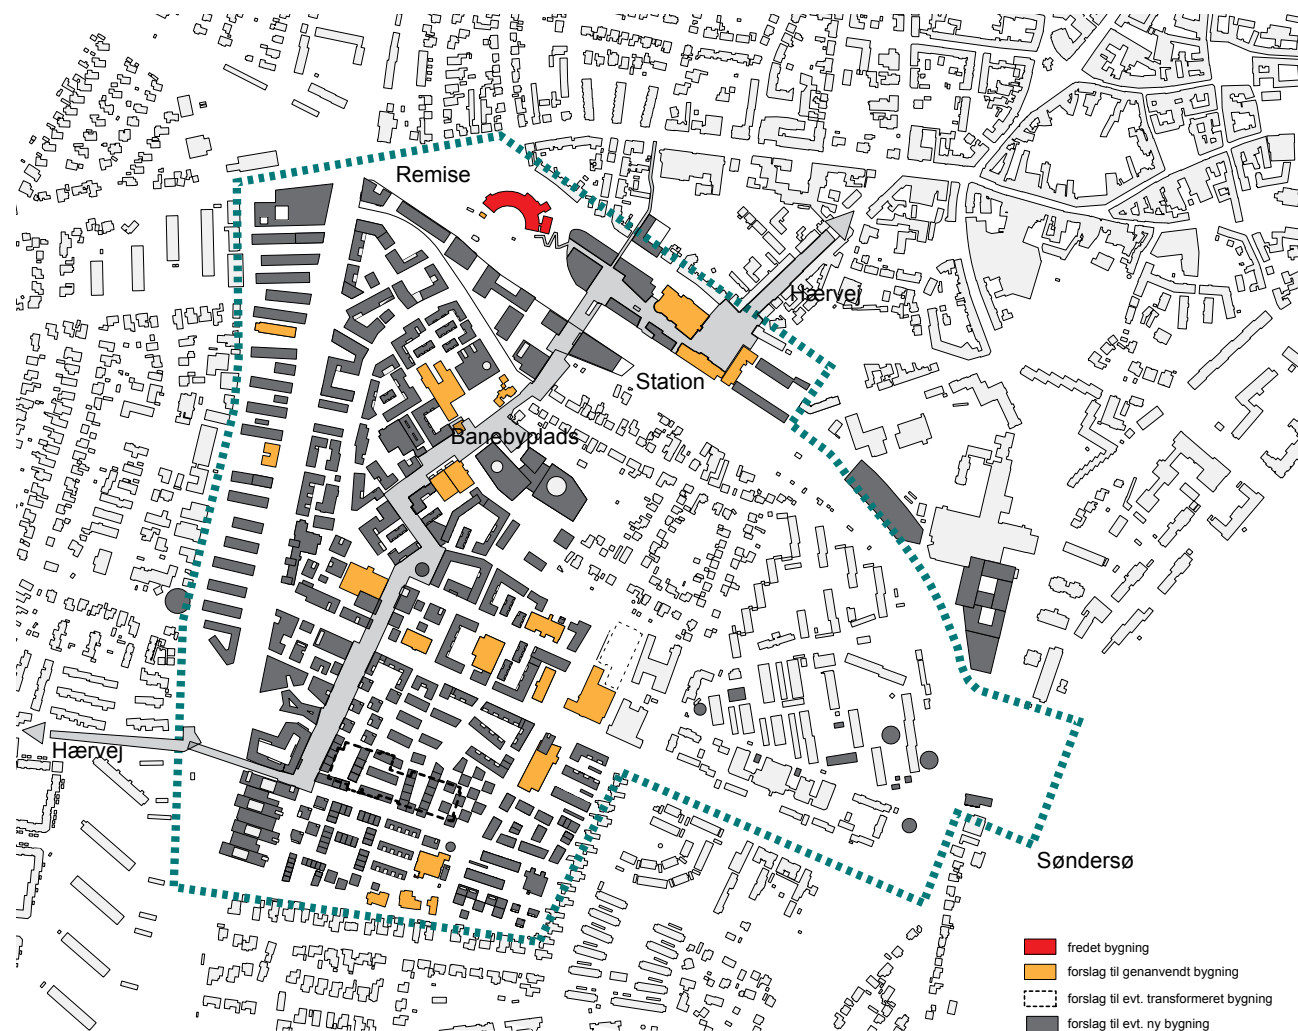 Remise
Hærvej
Station
Banebyplads
Hærvej
Søndersø
fredet bygning
forslag til genanvendt bygning
forslag til evt. transformeret bygning
forslag til evt. ny bygning